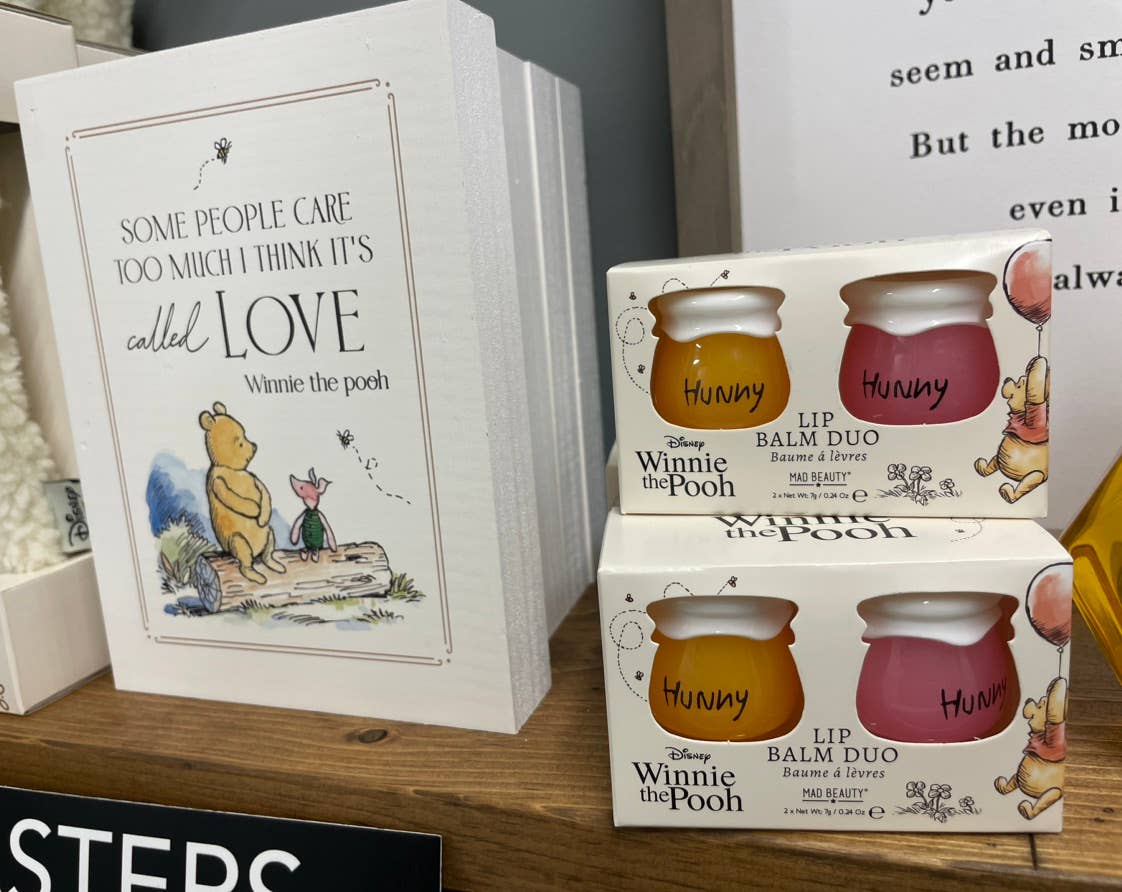 SOME PEOPLE CARE
TOO MUCH I THINK IT'S
called LOVE
Winnie the pooh
Disney
seem and
But the
even
Hunny
Hunny
LIP
BALM DUO
Baume á lèvres
Disney
Winnie
the Pooh
MAD BEAUTY
2 x Net Wt: 7g / 0.24 Oz e
Winnie
the Pooh
Hunny
Hunny
LIP
BALM DUO
Baume á lèvres
Disney
Winnie
the Pooh
MAD BEAUTY
2 x Net Wt: 7g / 0.24 Oz e
STERS